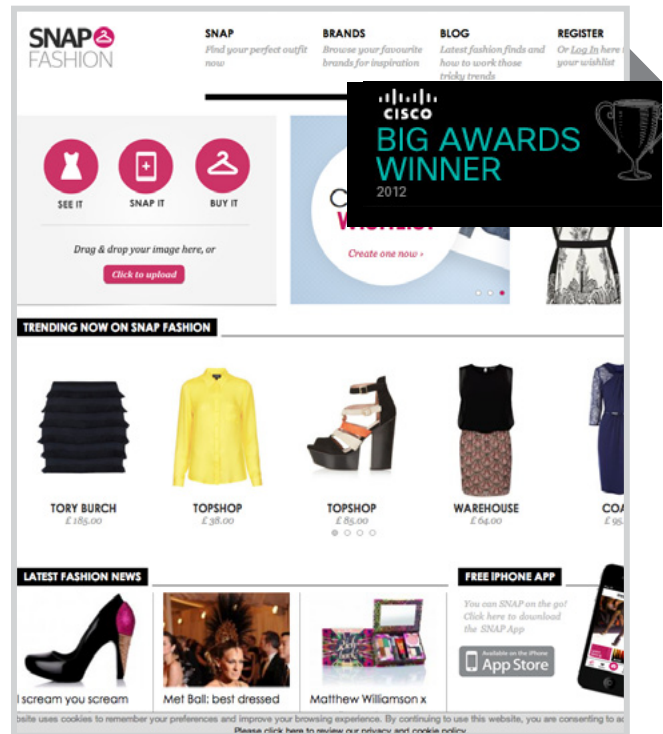 SNAP
FASHION
SNAP
Find your perfect outfit
now
BRANDS
Browse your favourite
brands for inspiration
BLOG
Latest fashion finds and
how to work those
tricky trends
REGISTER
Or Log In here
your wishlist
CISCO
BIG AWARDS
WINNER
2012
SEE IT
SNAP IT
BUY IT
Drag & drop your image here, or
Click to upload
WISHLIST
Create one now ›
TRENDING NOW ON SNAP FASHION
TORY BURCH
£185.00
TOPSHOP
£38.00
TOPSHOP
£85.00
WAREHOUSE
£64.00
COA
£95.
LATEST FASHION NEWS
FREE iPHONE APP
You can SNAP on the go!
Click here to download
the SNAP App
Available on the iPhone
App Store
I scream you scream
Met Ball: best dressed
Matthew Williamson x
bsite uses cookies to remember your preferences and improve your browsing experience. By continuing to use this website, you are consenting to
Please click here to review our privacy and cookie policy